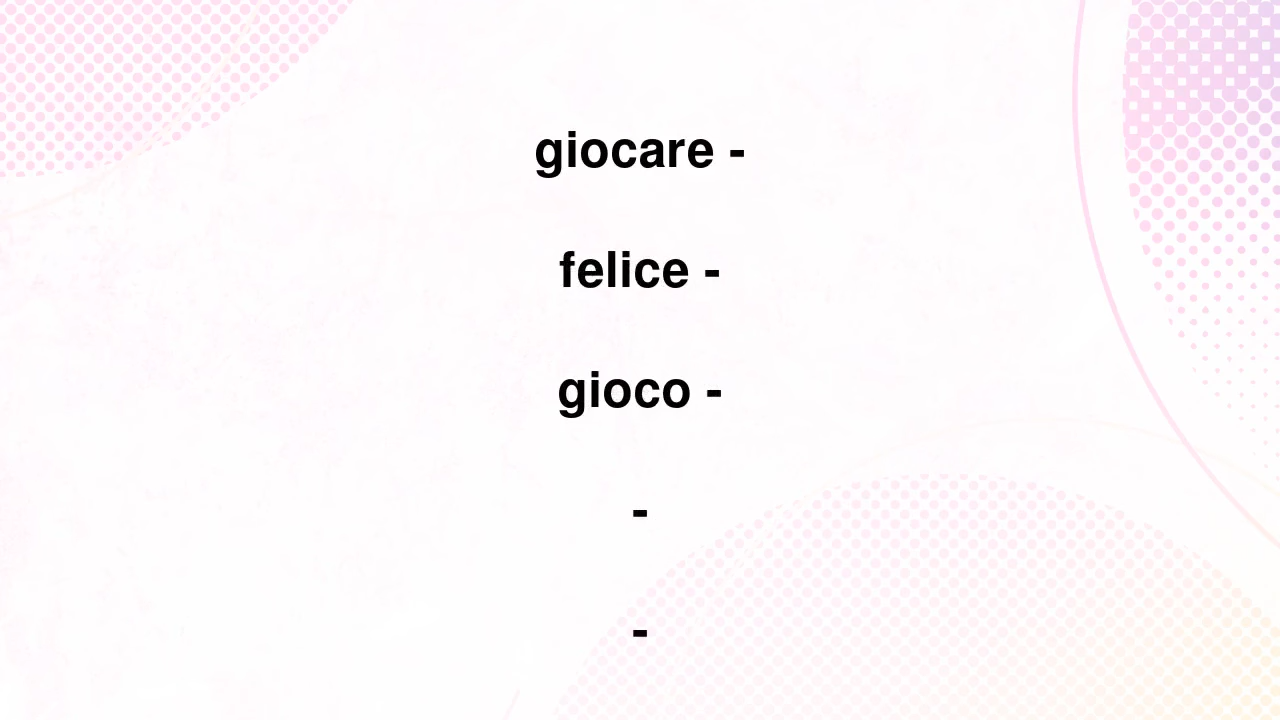 giocare -
felice -
gioco -
-
-